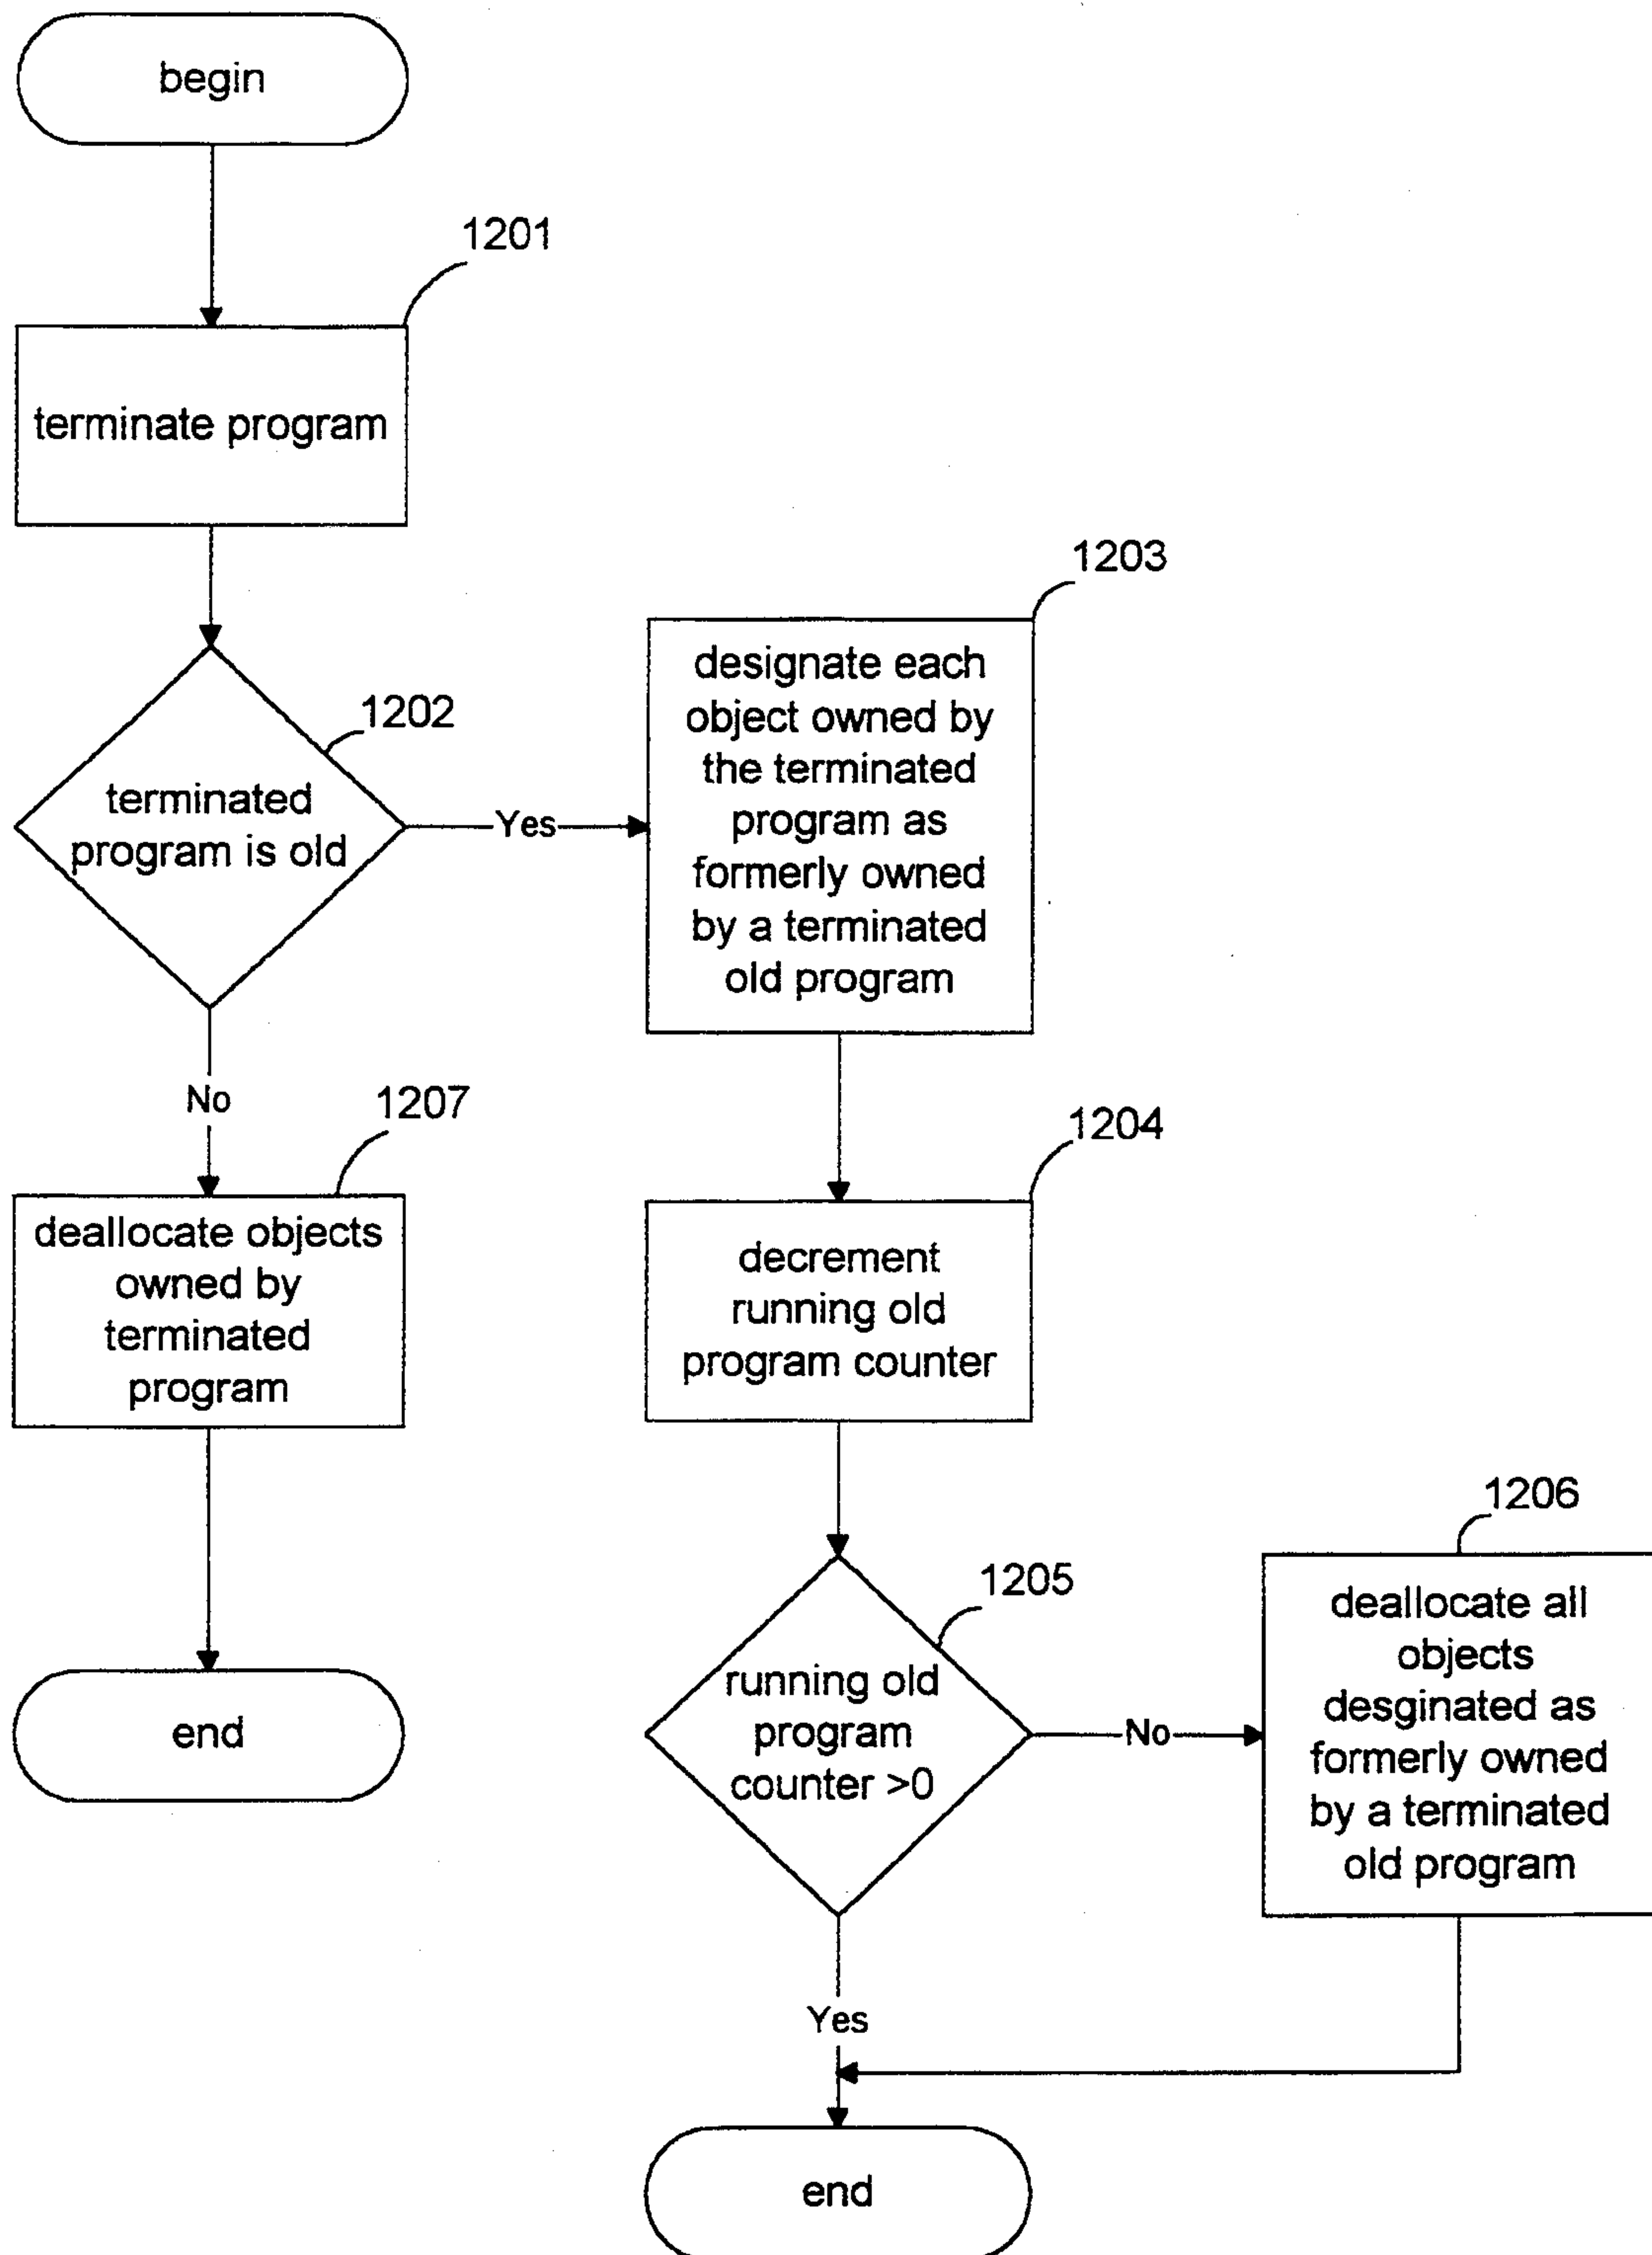 begin
1201
terminate program
1202
terminated
program is old
Yes
1203
designate each
object owned by
the terminated
program as
formerly owned
by a terminated
old program
No
1207
deallocate objects
owned by
terminated
program
end
1204
decrement
running old
program counter
1205
running old
program
counter >0
No
1206
deallocate all
objects
desginated as
formerly owned
by a terminated
old program
Yes
end